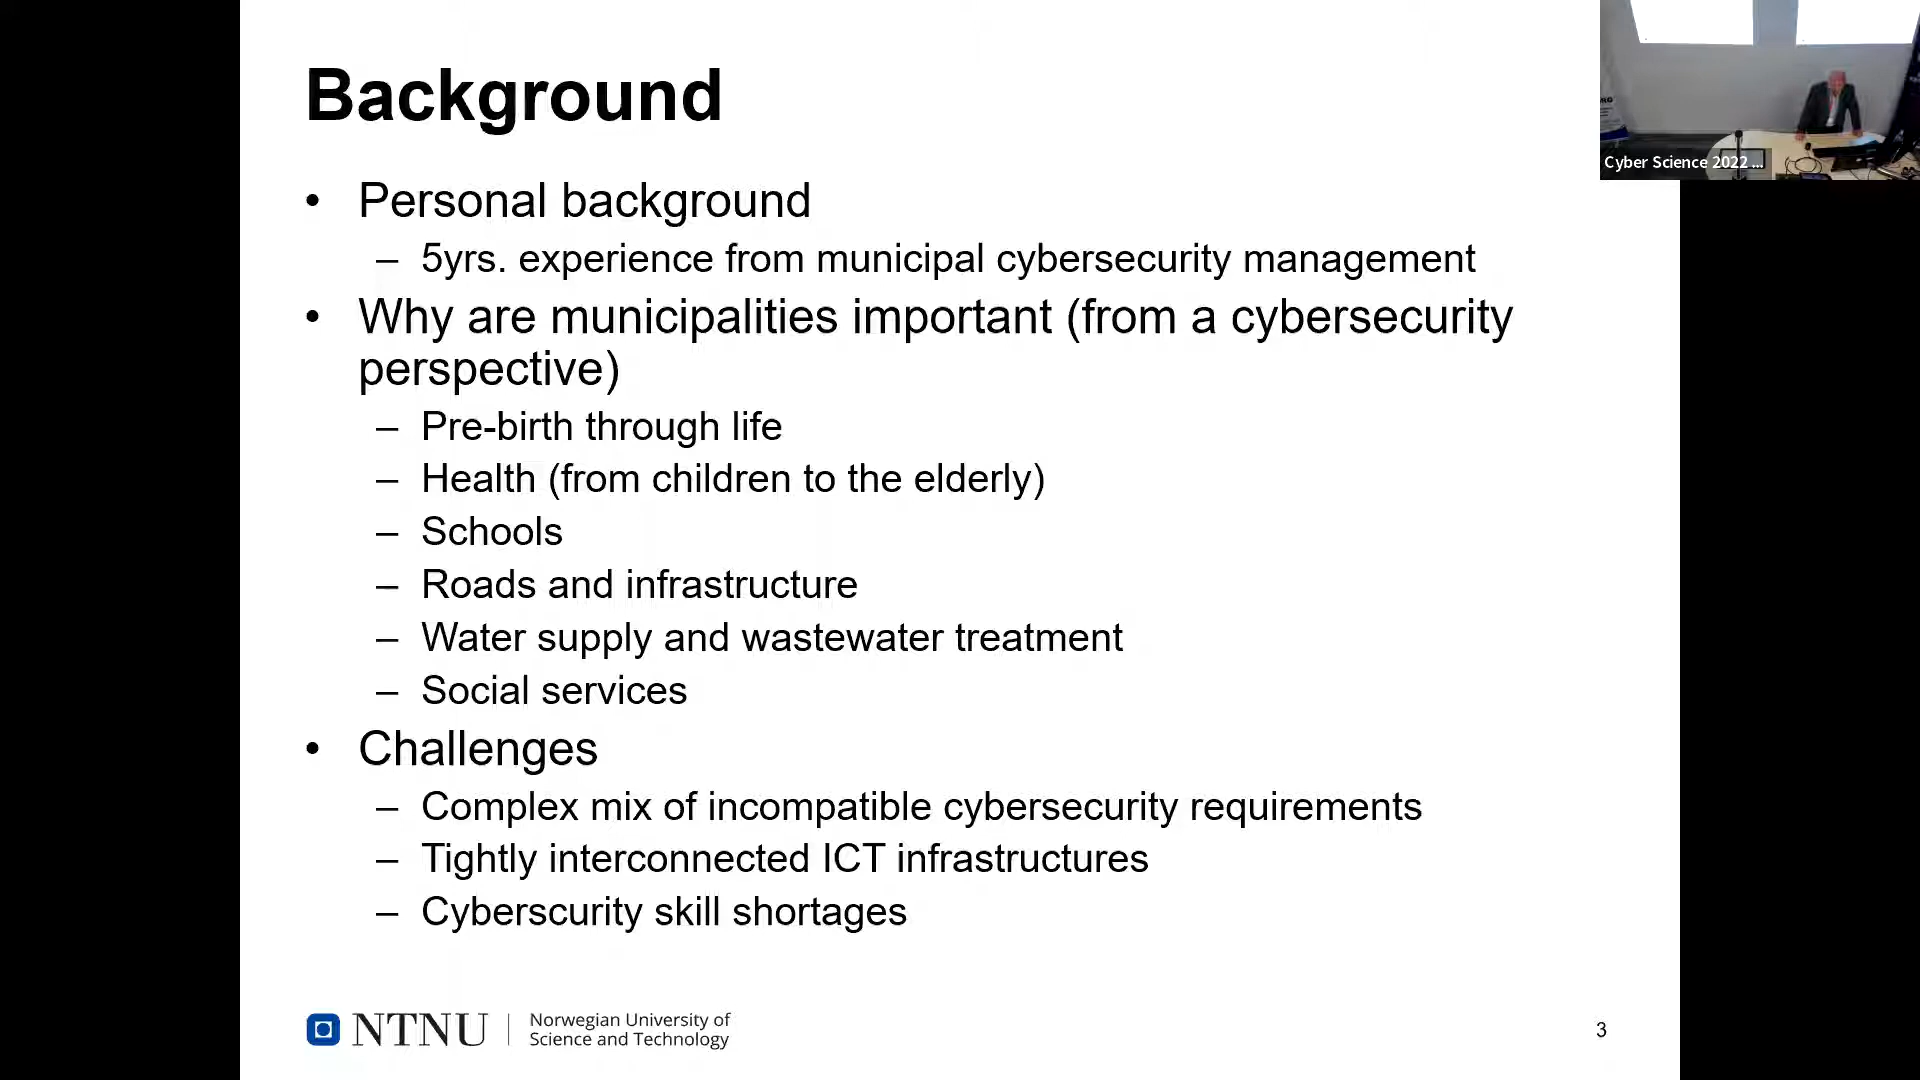 Background
• Personal background
– 5yrs. experience from municipal cybersecurity management
• Why are municipalities important (from a cybersecurity
perspective)
– Pre-birth through life
– Health (from children to the elderly)
– Schools
– Roads and infrastructure
– Water supply and wastewater treatment
– Social services
• Challenges
– Complex mix of incompatible cybersecurity requirements
– Tightly interconnected ICT infrastructures
– Cyberscurity skill shortages
NTNU
Norwegian University of
Science and Technology
3
Cyber Science 2022 ...